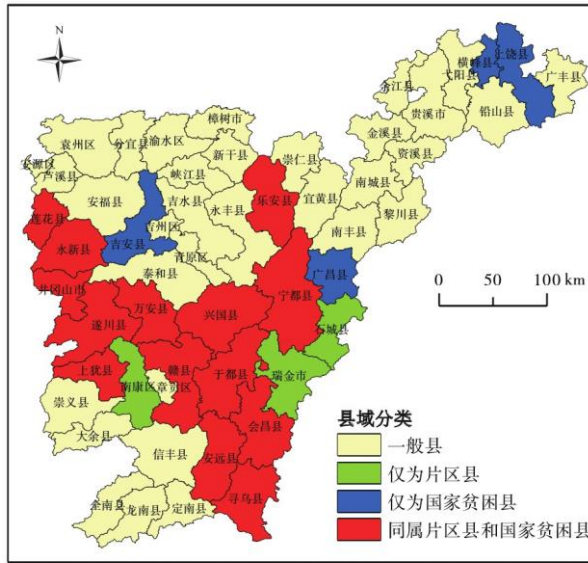 N
横峰县
上饶县
弋阳县
广丰县
余江县
贵溪市
铅山县
樟树市
渝水区
袁州区
分宜县
新干县
金溪县
崇仁县
资溪县
安源区
芦溪县
峡江县
南城县
安福县
吉水县
宜黄县
乐安县
永丰县
黎川县
莲花县
吉州区
南丰县
永新县
吉安县
青原区
广昌县
泰和县
井冈山市
宁都县
0 50 100 km
万安县
兴国县
石城县
遂川县
上犹县
赣县
于都县
瑞金市
南康区
章贡区
崇义县
会昌县
大余县
信丰县
安远县
寻乌县
全南县
龙南县
定南县
县域分类
一般县
仅为片区县
仅为国家贫困县
同属片区县和国家贫困县